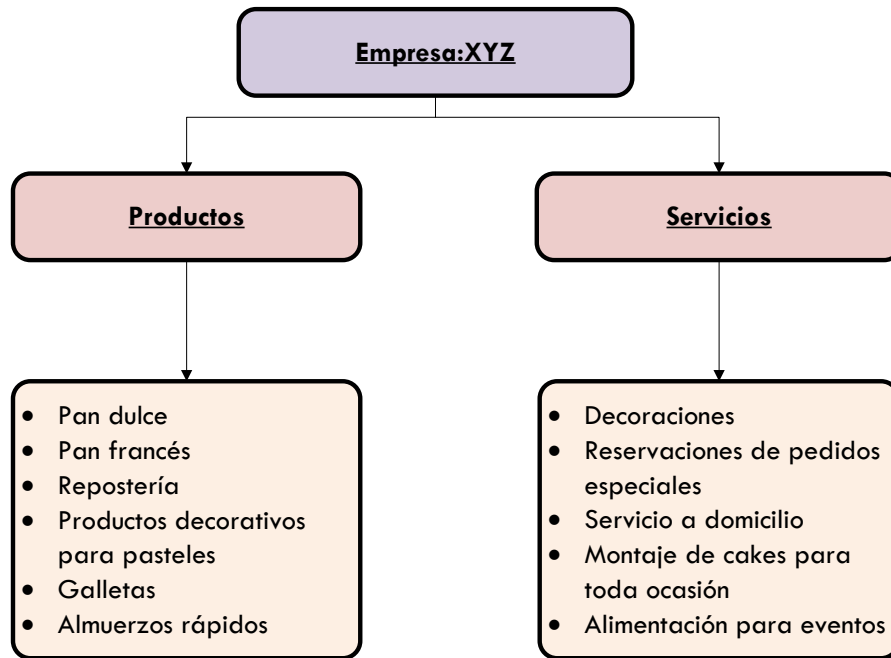 Empresa:XYZ
Productos
Servicios
• Pan dulce
• Pan francés
• Repostería
• Productos decorativos
para pasteles
• Galletas
• Almuerzos rápidos
• Decoraciones
• Reservaciones de pedidos
especiales
• Servicio a domicilio
• Montaje de cakes para
toda ocasión
• Alimentación para eventos